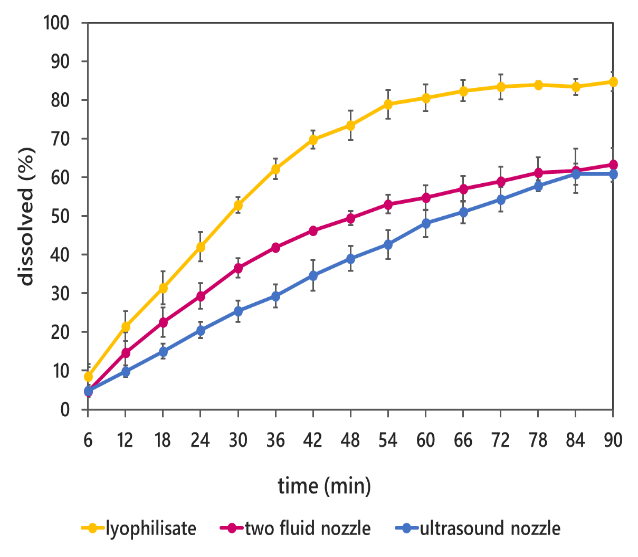 100
90
80
70
60
50
40
30
20
10
0
dissolved (%)
6 12 18 24 30 36 42 48 54 60 66 72 78 84 90
time (min)
lyophilisate two fluid nozzle ultrasound nozzle